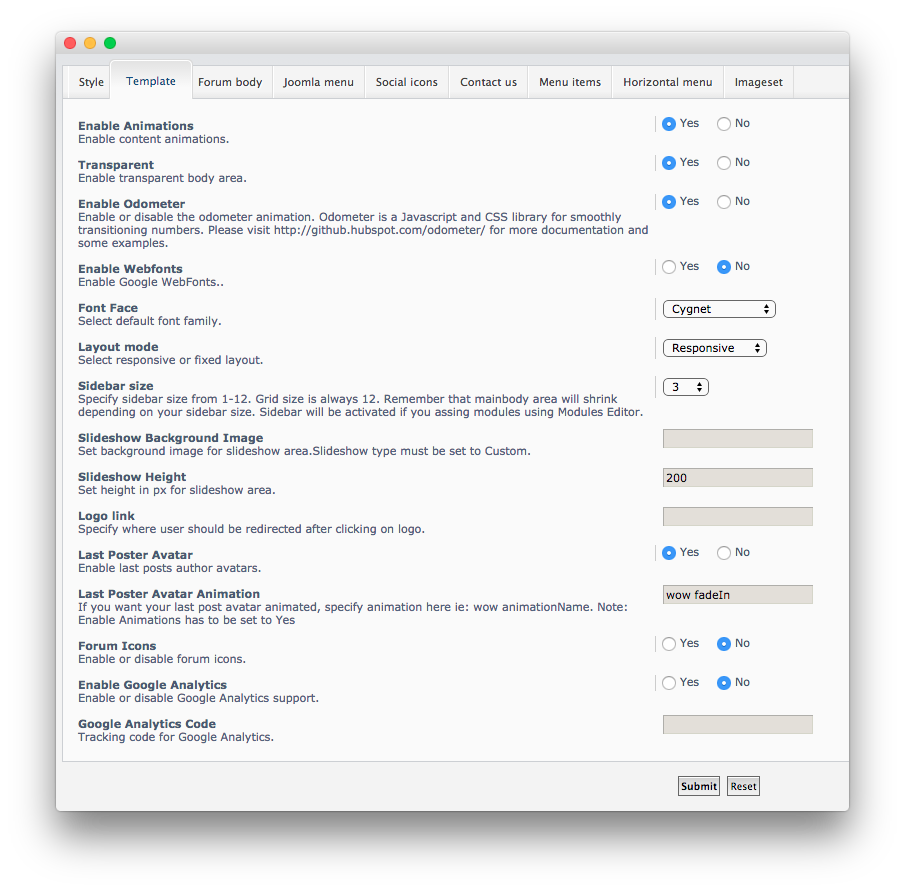 Style Template Forum body Joomla menu Social icons Contact us Menu items Horizontal menu Imageset
Enable Animations
Enable content animations.
Yes No
Transparent
Enable transparent body area.
Yes No
Enable Odometer
Enable or disable the odometer animation. Odometer is a Javascript and CSS library for smoothly
transitioning numbers. Please visit http://github.hubspot.com/odometer/ for more documentation and
some examples.
Yes No
Enable Webfonts
Enable Google WebFonts..
Yes No
Font Face
Select default font family.
Cygnet
Layout mode
Select responsive or fixed layout.
Responsive
Sidebar size
Specify sidebar size from 1-12. Grid size is always 12. Remember that mainbody area will shrink
depending on your sidebar size. Sidebar will be activated if you assing modules using Modules Editor.
3
Slideshow Background Image
Set background image for slideshow area.Slideshow type must be set to Custom.
Slideshow Height
Set height in px for slideshow area.
200
Logo link
Specify where user should be redirected after clicking on logo.
Last Poster Avatar
Enable last posts author avatars.
Yes No
Last Poster Avatar Animation
If you want your last post avatar animated, specify animation here ie: wow animationName. Note:
Enable Animations has to be set to Yes
wow fadeIn
Forum Icons
Enable or disable forum icons.
Yes No
Enable Google Analytics
Enable or disable Google Analytics support.
Yes No
Google Analytics Code
Tracking code for Google Analytics.
Submit Reset